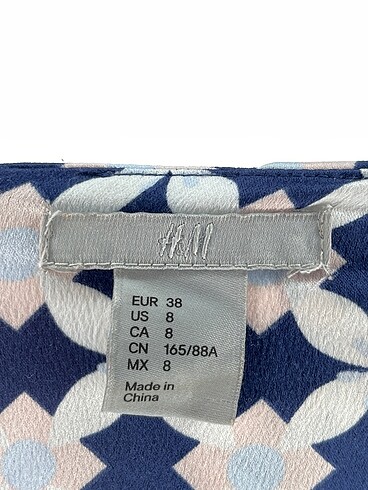 H&M
EUR 38
US 8
CA 8
CN 165/88A
MX 8
Made in
China